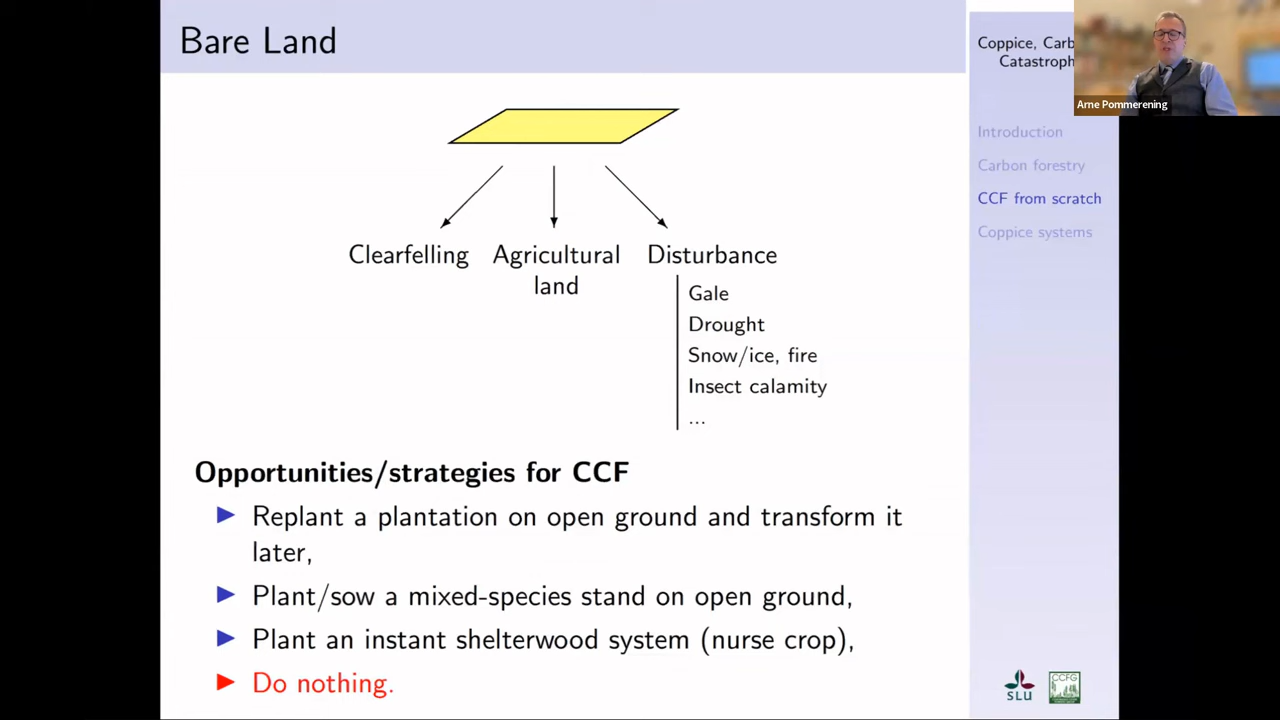 Bare Land
Clearfelling
Agricultural
land
Disturbance
Gale
Drought
Snow/ice, fire
Insect calamity
...
Opportunities/strategies for CCF
Replant a plantation on open ground and transform it
later,
Plant/sow a mixed-species stand on open ground,
Plant an instant shelterwood system (nurse crop),
Do nothing.
Coppice, Carb
Catastroph
Introduction
Carbon forestry
CCF from scratch
Coppice systems
Arne Pommerening
SLU
CCFG